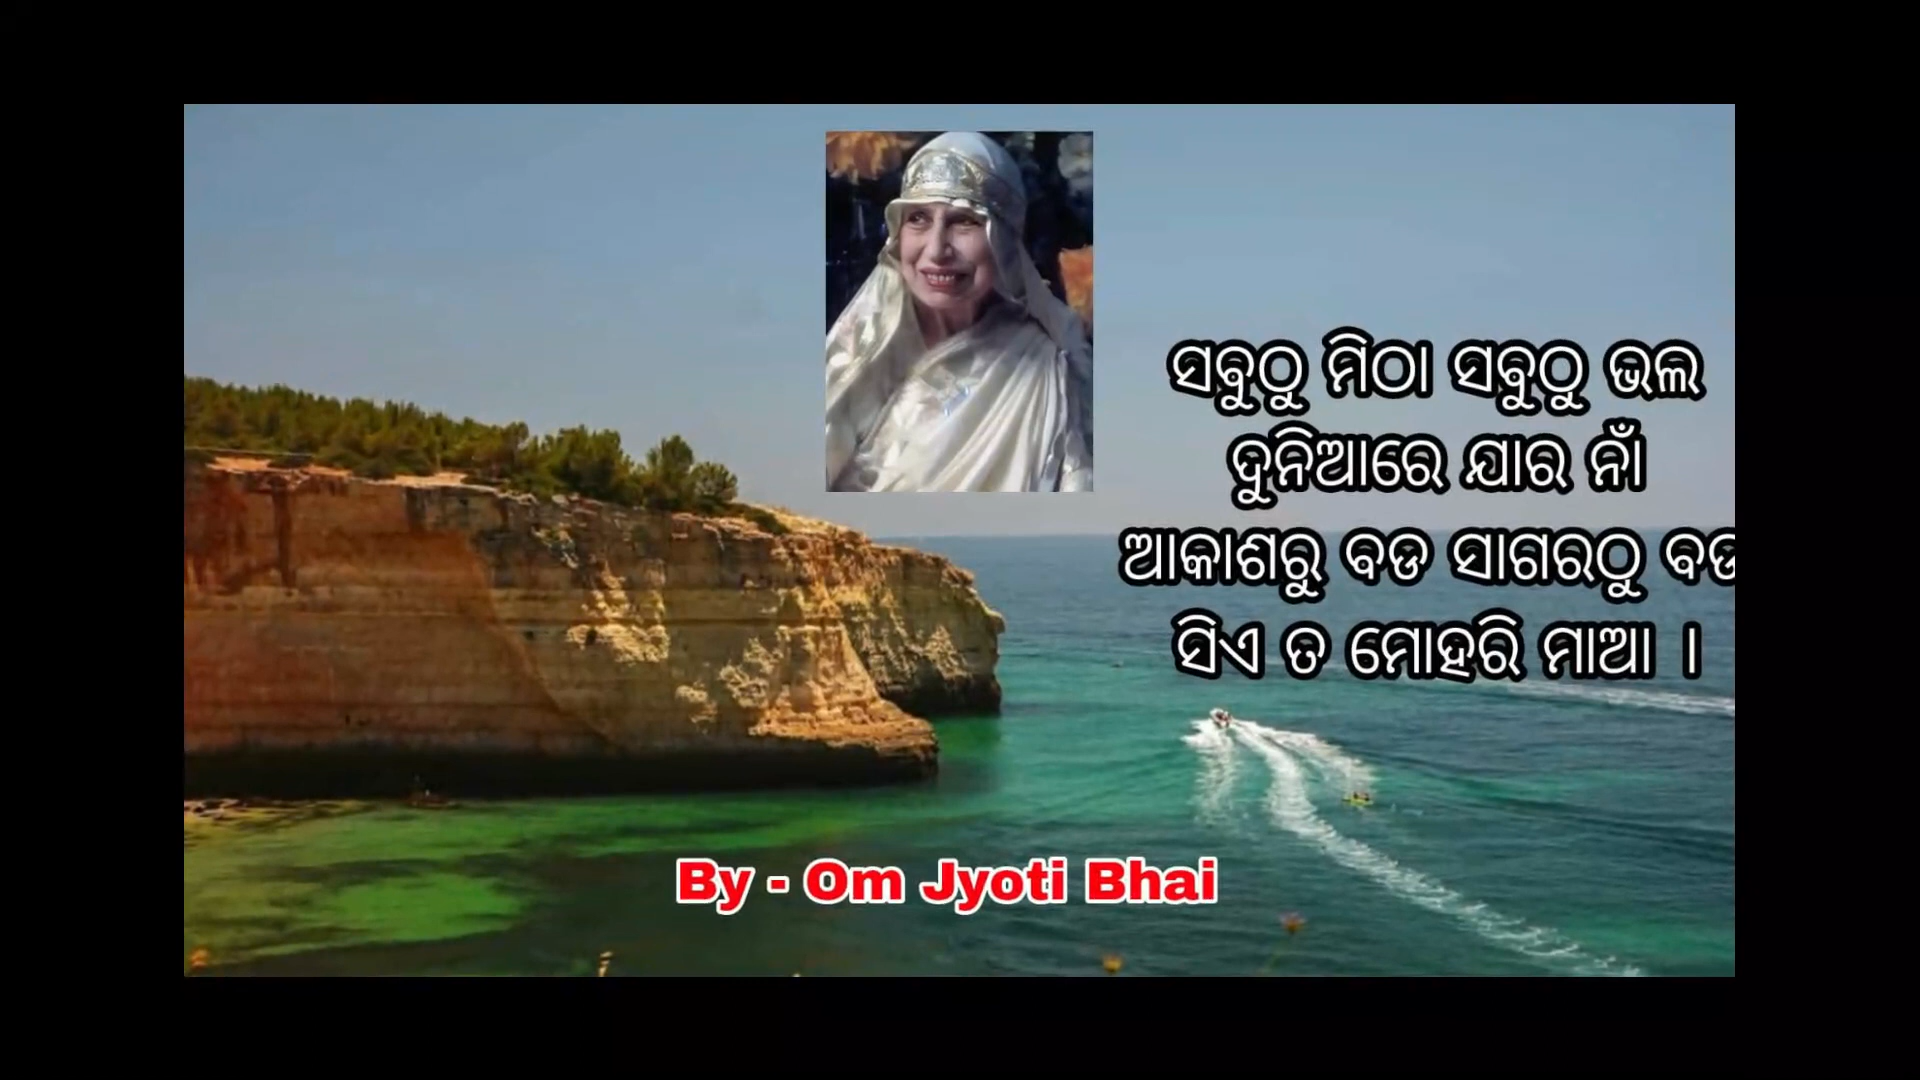 ସବୁଠୁ ମିଠା ସବୁଠୁ ଭଲ
ଦୁନିଆରେ ଯାର ନାଁ
ଆକାଶରୁ ବଡ ସାଗରଠୁ ବଡ
ସିଏ ତ ମୋହରି ମାଆ ।
By - Om Jyoti Bhai